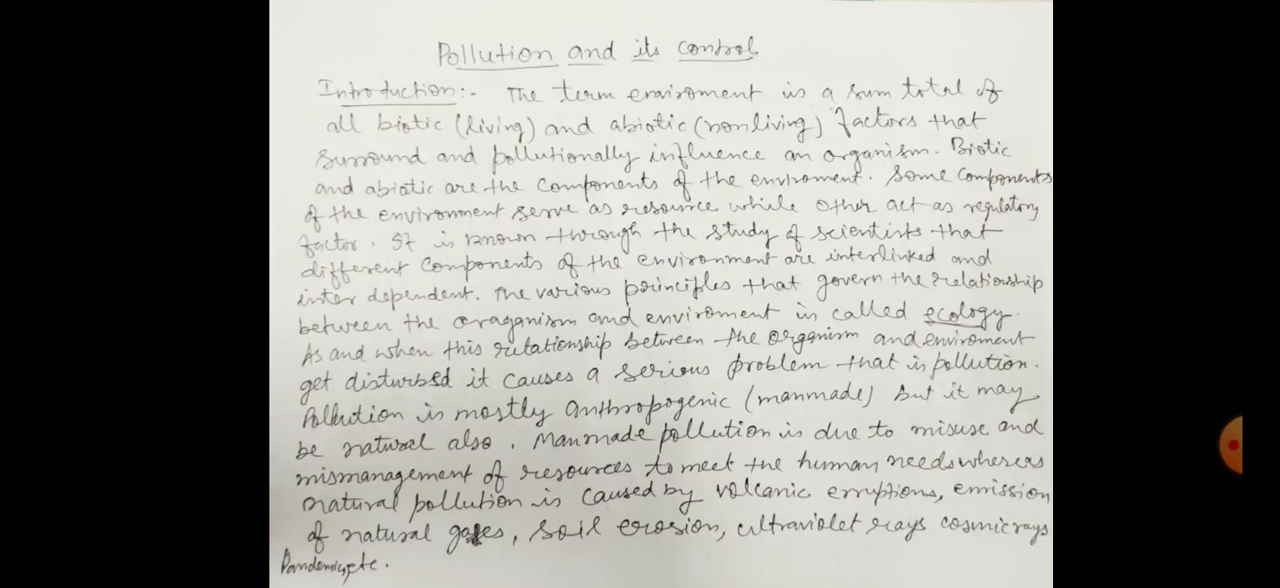 Pollution and its control
Introduction:- The term enviroment is a sum total of
all biotic (living) and abiotic (nonliving) factors that
surround and pollutionally influence an organism. Biotic
and abiotic are the components of the enviroment. Some components
of the environment serve as resource while other act as regulatory
factor. It is known through the study of scientists that
different components of the environment are interlinked and
inter dependent. The various principles that govern the relationship
between the oraganism and enviroment is called ecology.
As and when this relationship between the organism and enviroment
get disturbed it causes a serious problem that is pollution.
Pollution is mostly anthropogenic (manmade) but it may
be natural also. Manmade pollution is due to misuse and
mismanagement of resources to meet the human needs whereas
natural pollution is caused by volcanic erruptions, emission
of natural gases, soil erosion, ultraviolet rays cosmic rays
Pandemic, etc.